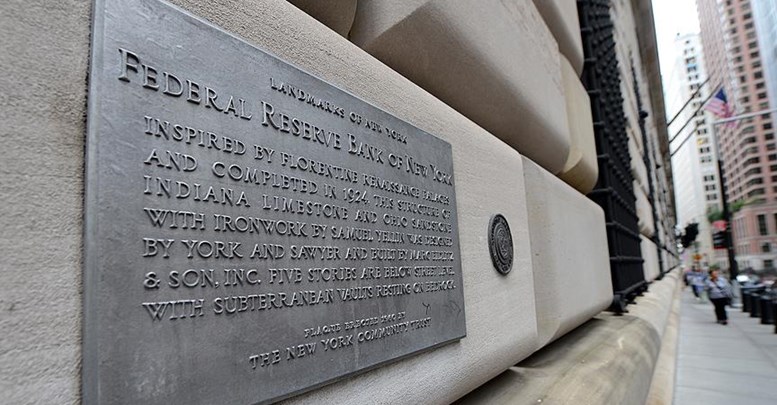 LANDMARKS OF NEW YORK
FEDERAL RESERVE BANK OF NEW YORK
INSPIRED BY FLORENTINE RENAISSANCE PALACES
AND COMPLETED IN 1924, THIS STRUCTURE OF
INDIANA LIMESTONE AND OHIO SANDSTONE
WITH IRONWORK BY SAMUEL YELLIN WAS DESIGNED
BY YORK AND SAWYER AND BUILT BY MARC EIDLITZ
& SON, INC. FIVE STORIES ARE BELOW STREET LEVEL
WITH SUBTERRANEAN VAULTS RESTING ON BEDROCK.
PLAQUE ERECTED BY
THE NEW YORK COMMUNITY TRUST